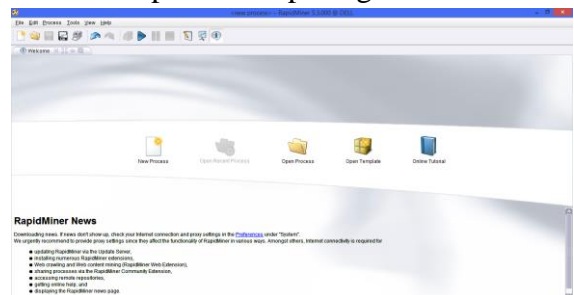 <new process> – RapidMiner 5.3.000 @ DELL
File Edit Process Tools View Help
Welcome
New Process Open Recent Process Open Process Open Template Online Tutorial
RapidMiner News
Downloading news. If news don't show up, check your Internet connection and proxy settings in the Preferences under "System".
We urgently recommend to provide proxy settings since they affect the functionality of RapidMiner in various ways. Amongst others, Internet connectivity is required for
updating RapidMiner via the Update Server,
installing numerous RapidMiner extensions,
Web crawling and Web content mining (RapidMiner Web Extension),
sharing processes via the RapidMiner Community Extension,
accessing remote repositories,
getting online help, and
displaying the RapidMiner news page.